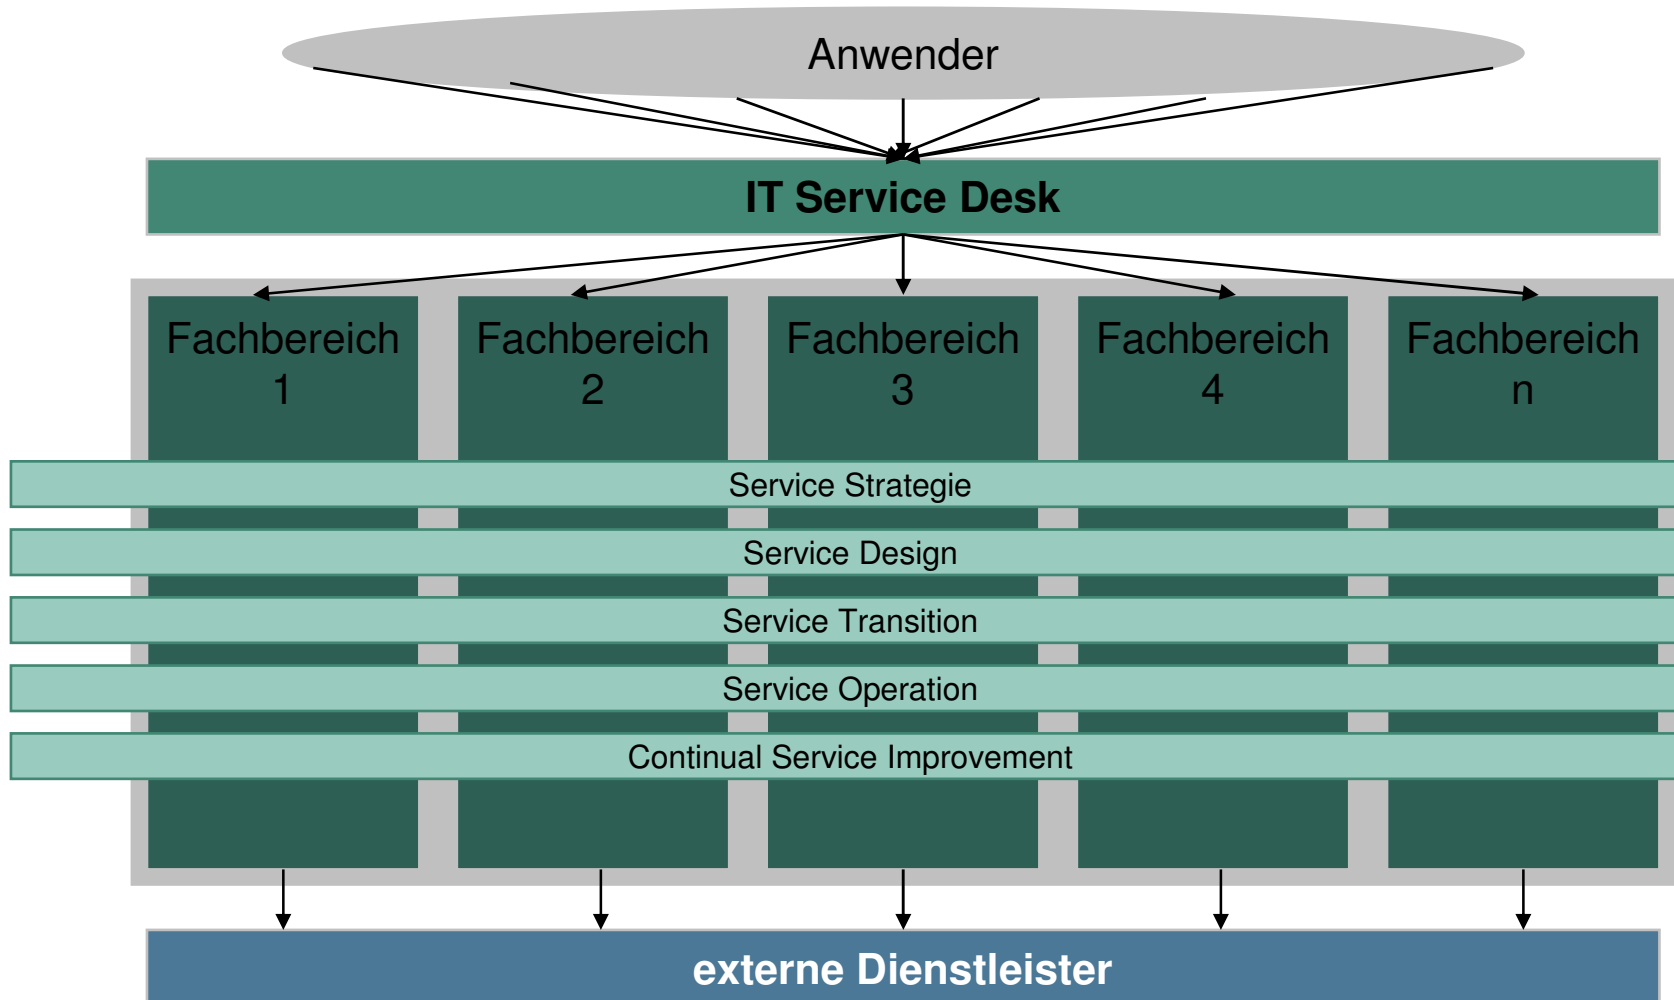 Anwender
IT Service Desk
Fachbereich
1
Fachbereich
2
Fachbereich
3
Fachbereich
4
Fachbereich
n
Service Strategie
Service Design
Service Transition
Service Operation
Continual Service Improvement
externe Dienstleister